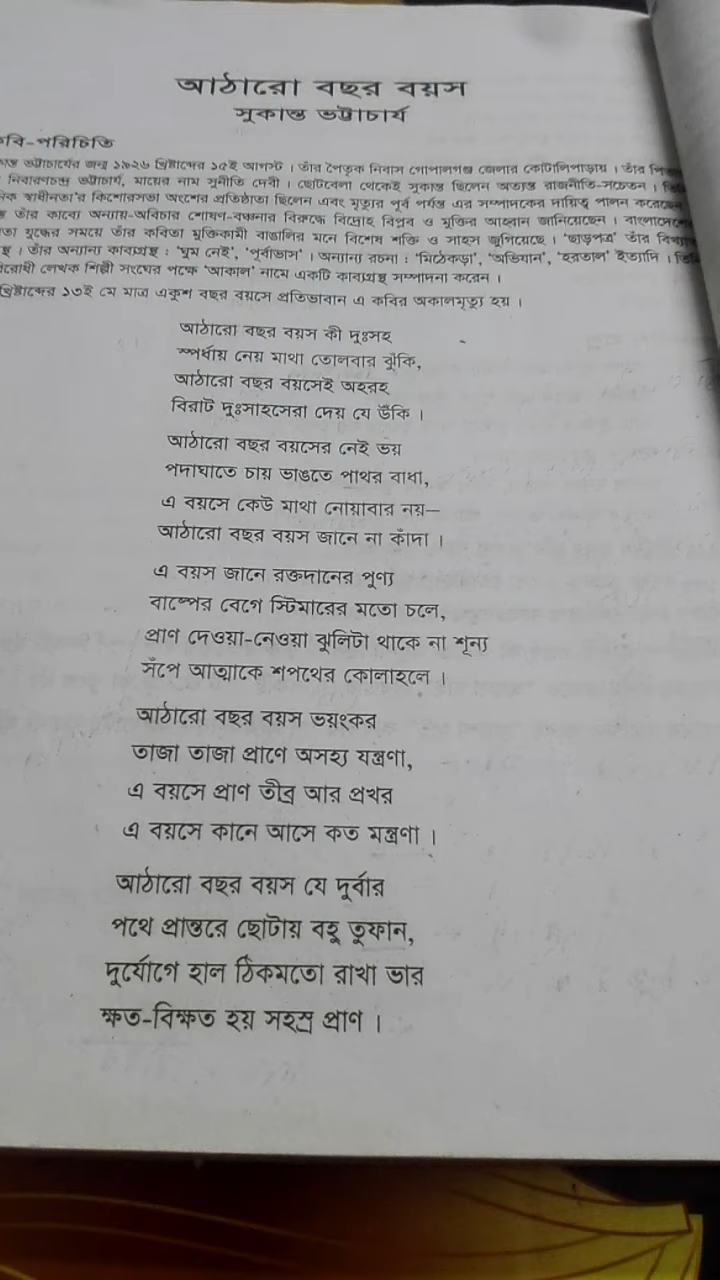 আঠারো বছর বয়স
সুকান্ত ভট্টাচার্য
বি-পরিচিতি
ভট্টাচার্যের জন্ম ১৯২৬ খ্রিষ্টাব্দের ১৫ই আগস্ট । তাঁর পৈতৃক নিবাস গোপালগঞ্জ জেলার কোটালিপাড়ায় । তাঁর
নিবারণচন্দ্র ভট্টাচার্য, মায়ের নাম সুনীতি দেবী । ছোটবেলা থেকেই সুকান্ত ছিলেন অত্যন্ত রাজনীতি-সচেতন ।
স্বাধীনতা'র কিশোরসভা অংশের প্রতিষ্ঠাতা ছিলেন এবং মৃত্যুর পূর্ব পর্যন্ত এর সম্পাদকের দায়িত্ব পালন করেছেন
তাঁর কাব্যে অন্যায়-অবিচার শোষণ-বঞ্চনার বিরুদ্ধে বিদ্রোহ বিপ্লব ও মুক্তির আহ্বান জানিয়েছেন । বাংলাদেশের
যুদ্ধের সময়ে তাঁর কবিতা মুক্তিকামী বাঙালির মনে বিশেষ শক্তি ও সাহস জুগিয়েছে । 'ছাড়পত্র' তাঁর
। তাঁর অন্যান্য কাব্যগ্রন্থ : 'ঘুম নেই', 'পূর্বাভাস' । অন্যান্য রচনা : 'মিঠেকড়া', 'অভিযান', 'হরতাল' ইত্যাদি ।
লেখক শিল্পী সংঘের পক্ষে 'আকাল' নামে একটি কাব্যগ্রন্থ সম্পাদনা করেন ।
খ্রিষ্টাব্দের ১৩ই মে মাত্র একুশ বছর বয়সে প্রতিভাবান এ কবির অকালমৃত্যু হয় ।
আঠারো বছর বয়স কী দুঃসহ
স্পর্ধায় নেয় মাথা তোলবার ঝুঁকি,
আঠারো বছর বয়সেই অহরহ
বিরাট দুঃসাহসেরা দেয় যে উঁকি ।
আঠারো বছর বয়সের নেই ভয়
পদাঘাতে চায় ভাঙতে পাথর বাধা,
এ বয়সে কেউ মাথা নোয়াবার নয়—
আঠারো বছর বয়স জানে না কাঁদা ।
এ বয়স জানে রক্তদানের পুণ্য
বাষ্পের বেগে স্টিমারের মতো চলে,
প্রাণ দেওয়া-নেওয়া ঝুলিটা থাকে না শূন্য
সঁপে আত্মাকে শপথের কোলাহলে ।
আঠারো বছর বয়স ভয়ংকর
তাজা তাজা প্রাণে অসহ্য যন্ত্রণা,
এ বয়সে প্রাণ তীব্র আর প্রখর
এ বয়সে কানে আসে কত মন্ত্রণা ।
আঠারো বছর বয়স যে দুর্বার
পথে প্রান্তরে ছোটায় বহু তুফান,
দুর্যোগে হাল ঠিকমতো রাখা ভার
ক্ষত-বিক্ষত হয় সহস্র প্রাণ ।